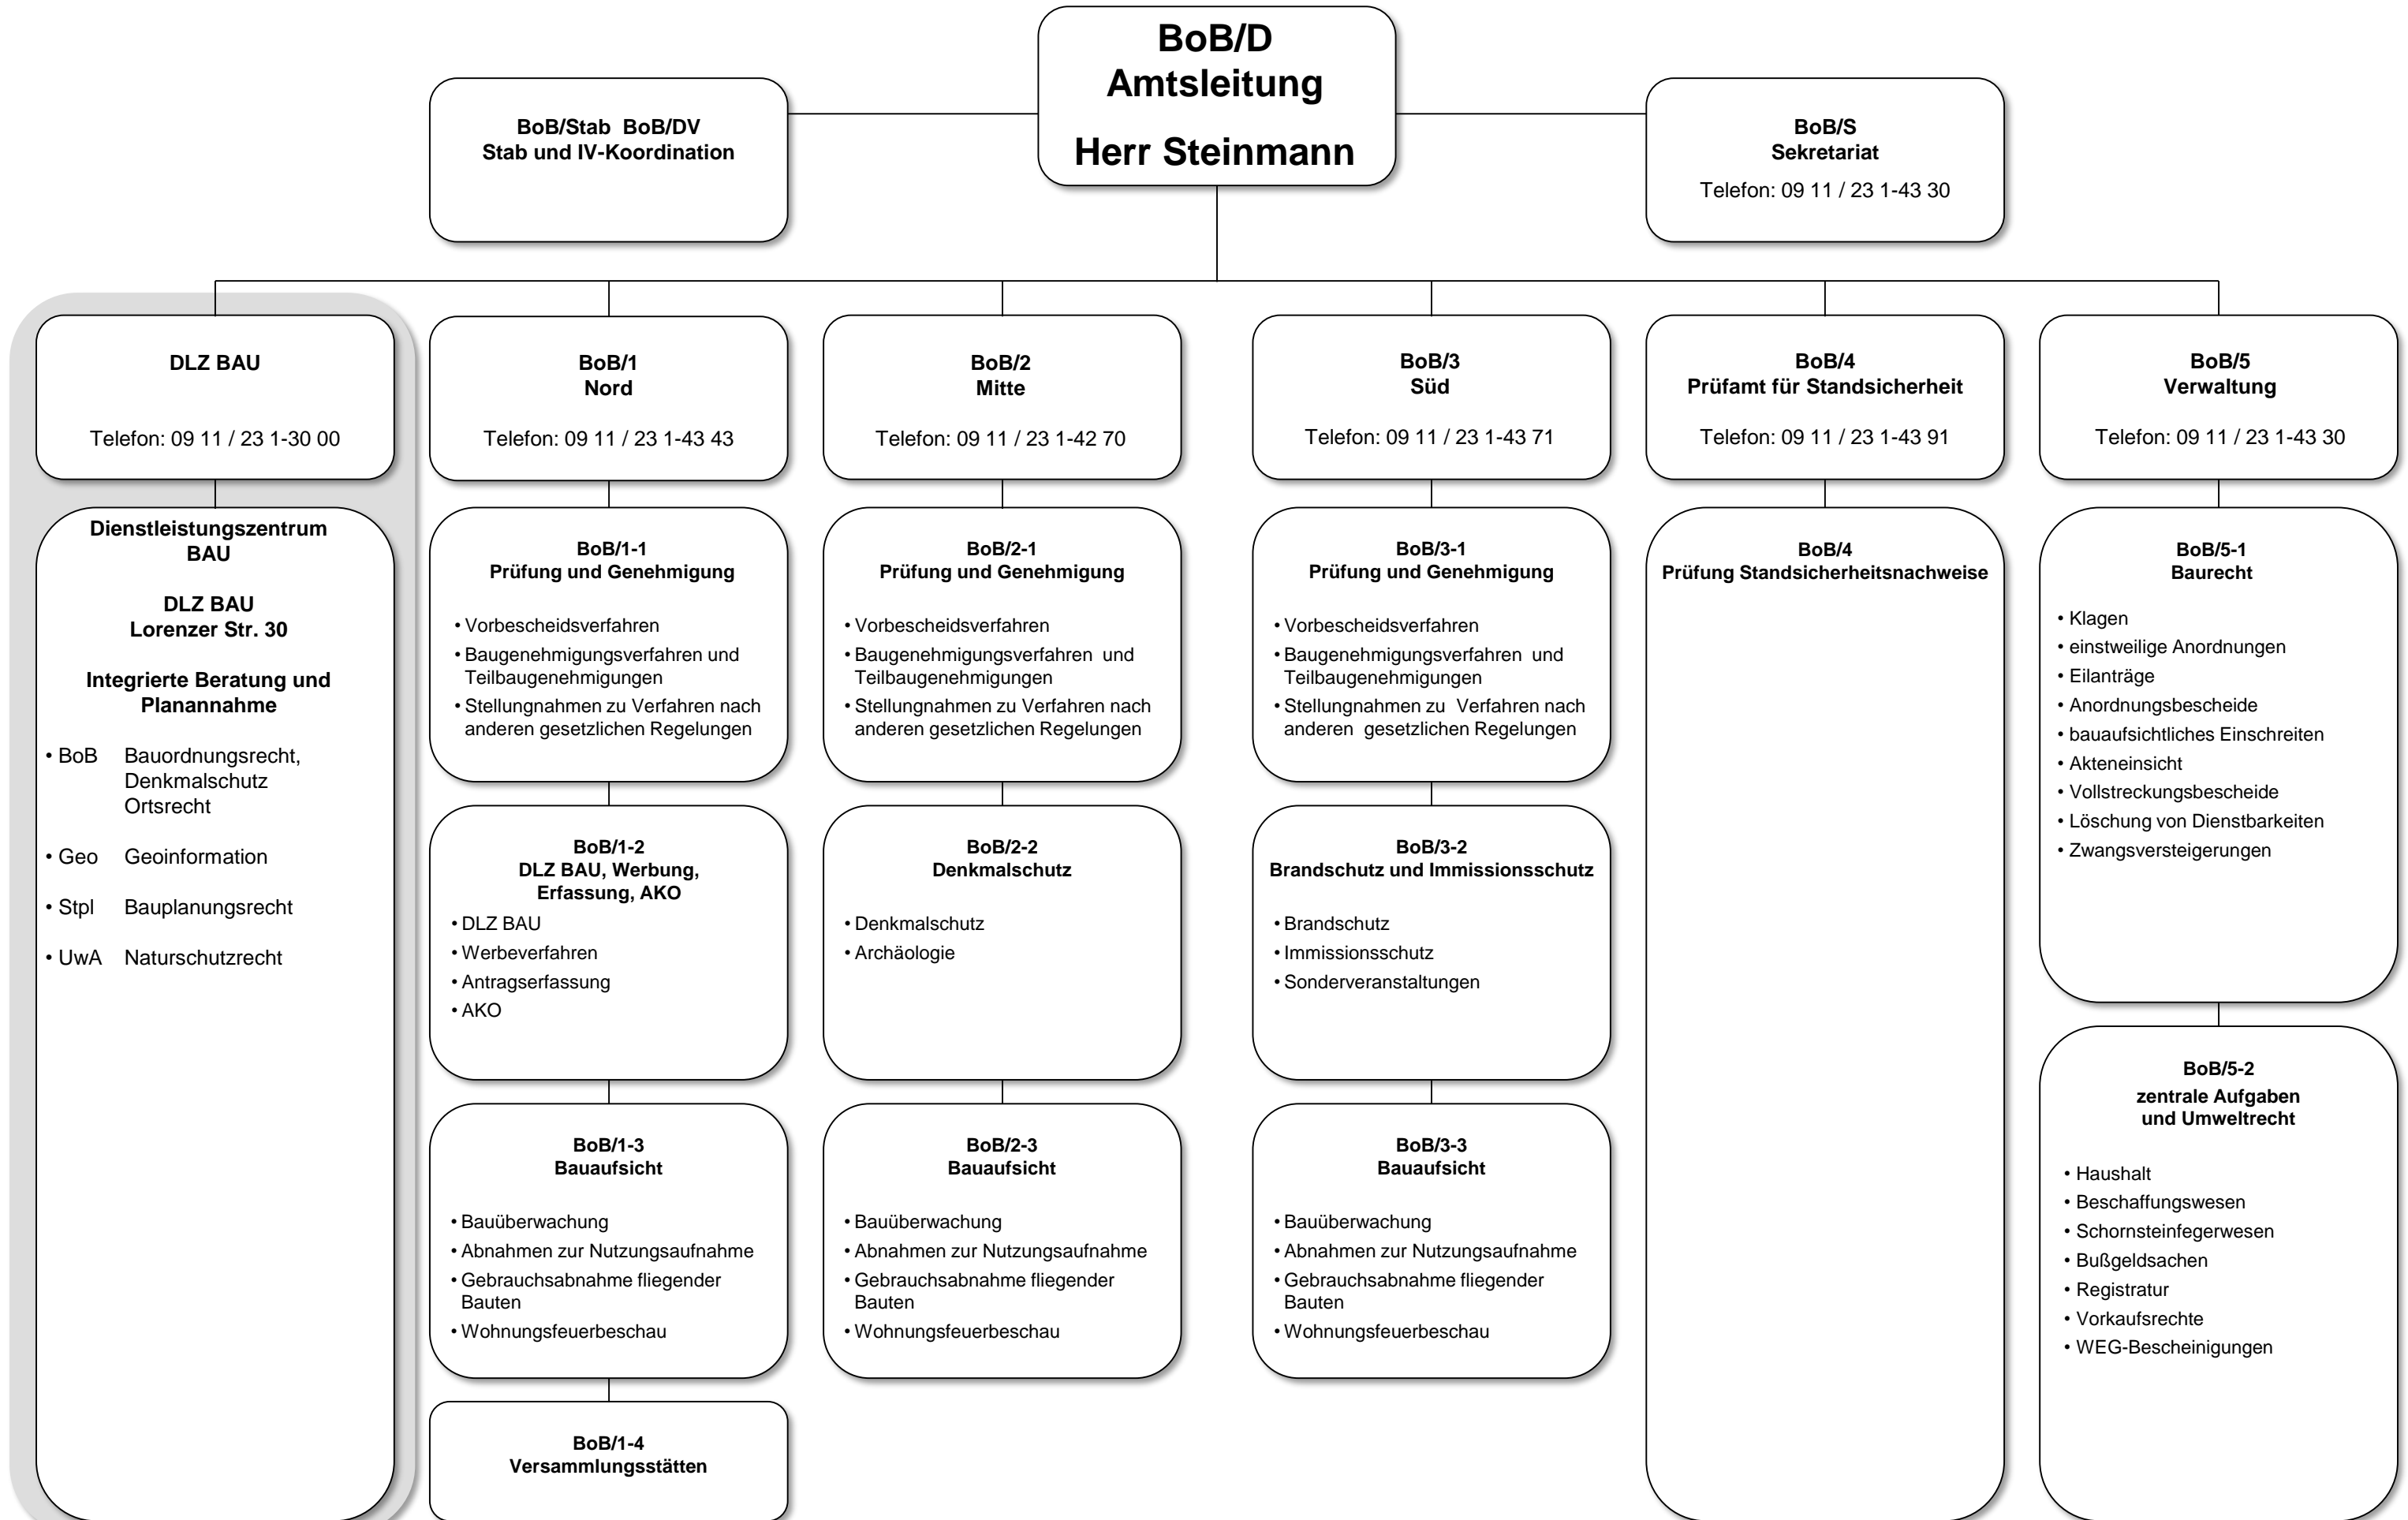 BoB/D
Amtsleitung
Herr Steinmann
BoB/Stab BoB/DV
Stab und IV-Koordination
BoB/S
Sekretariat
Telefon: 09 11 / 23 1-43 30
DLZ BAU
Telefon: 09 11 / 23 1-30 00
Dienstleistungszentrum
BAU
DLZ BAU
Lorenzer Str. 30
Integrierte Beratung und
Planannahme
• BoB Bauordnungsrecht,
Denkmalschutz
Ortsrecht
• Geo Geoinformation
• Stpl Bauplanungsrecht
• UwA Naturschutzrecht
BoB/1
Nord
Telefon: 09 11 / 23 1-43 43
BoB/1-1
Prüfung und Genehmigung
• Vorbescheidsverfahren
• Baugenehmigungsverfahren und
Teilbaugenehmigungen
• Stellungnahmen zu Verfahren nach
anderen gesetzlichen Regelungen
BoB/1-2
DLZ BAU, Werbung,
Erfassung, AKO
• DLZ BAU
• Werbeverfahren
• Antragserfassung
• AKO
BoB/1-3
Bauaufsicht
• Bauüberwachung
• Abnahmen zur Nutzungsaufnahme
• Gebrauchsabnahme fliegender
Bauten
• Wohnungsfeuerbeschau
BoB/1-4
Versammlungsstätten
BoB/2
Mitte
Telefon: 09 11 / 23 1-42 70
BoB/2-1
Prüfung und Genehmigung
• Vorbescheidsverfahren
• Baugenehmigungsverfahren und
Teilbaugenehmigungen
• Stellungnahmen zu Verfahren nach
anderen gesetzlichen Regelungen
BoB/2-2
Denkmalschutz
• Denkmalschutz
• Archäologie
BoB/2-3
Bauaufsicht
• Bauüberwachung
• Abnahmen zur Nutzungsaufnahme
• Gebrauchsabnahme fliegender
Bauten
• Wohnungsfeuerbeschau
BoB/3
Süd
Telefon: 09 11 / 23 1-43 71
BoB/3-1
Prüfung und Genehmigung
• Vorbescheidsverfahren
• Baugenehmigungsverfahren und
Teilbaugenehmigungen
• Stellungnahmen zu Verfahren nach
anderen gesetzlichen Regelungen
BoB/3-2
Brandschutz und Immissionsschutz
• Brandschutz
• Immissionsschutz
• Sonderveranstaltungen
BoB/3-3
Bauaufsicht
• Bauüberwachung
• Abnahmen zur Nutzungsaufnahme
• Gebrauchsabnahme fliegender
Bauten
• Wohnungsfeuerbeschau
BoB/4
Prüfamt für Standsicherheit
Telefon: 09 11 / 23 1-43 91
BoB/4
Prüfung Standsicherheitsnachweise
BoB/5
Verwaltung
Telefon: 09 11 / 23 1-43 30
BoB/5-1
Baurecht
• Klagen
• einstweilige Anordnungen
• Eilanträge
• Anordnungsbescheide
• bauaufsichtliches Einschreiten
• Akteneinsicht
• Vollstreckungsbescheide
• Löschung von Dienstbarkeiten
• Zwangsversteigerungen
BoB/5-2
zentrale Aufgaben
und Umweltrecht
• Haushalt
• Beschaffungswesen
• Schornsteinfegerwesen
• Bußgeldsachen
• Registratur
• Vorkaufsrechte
• WEG-Bescheinigungen